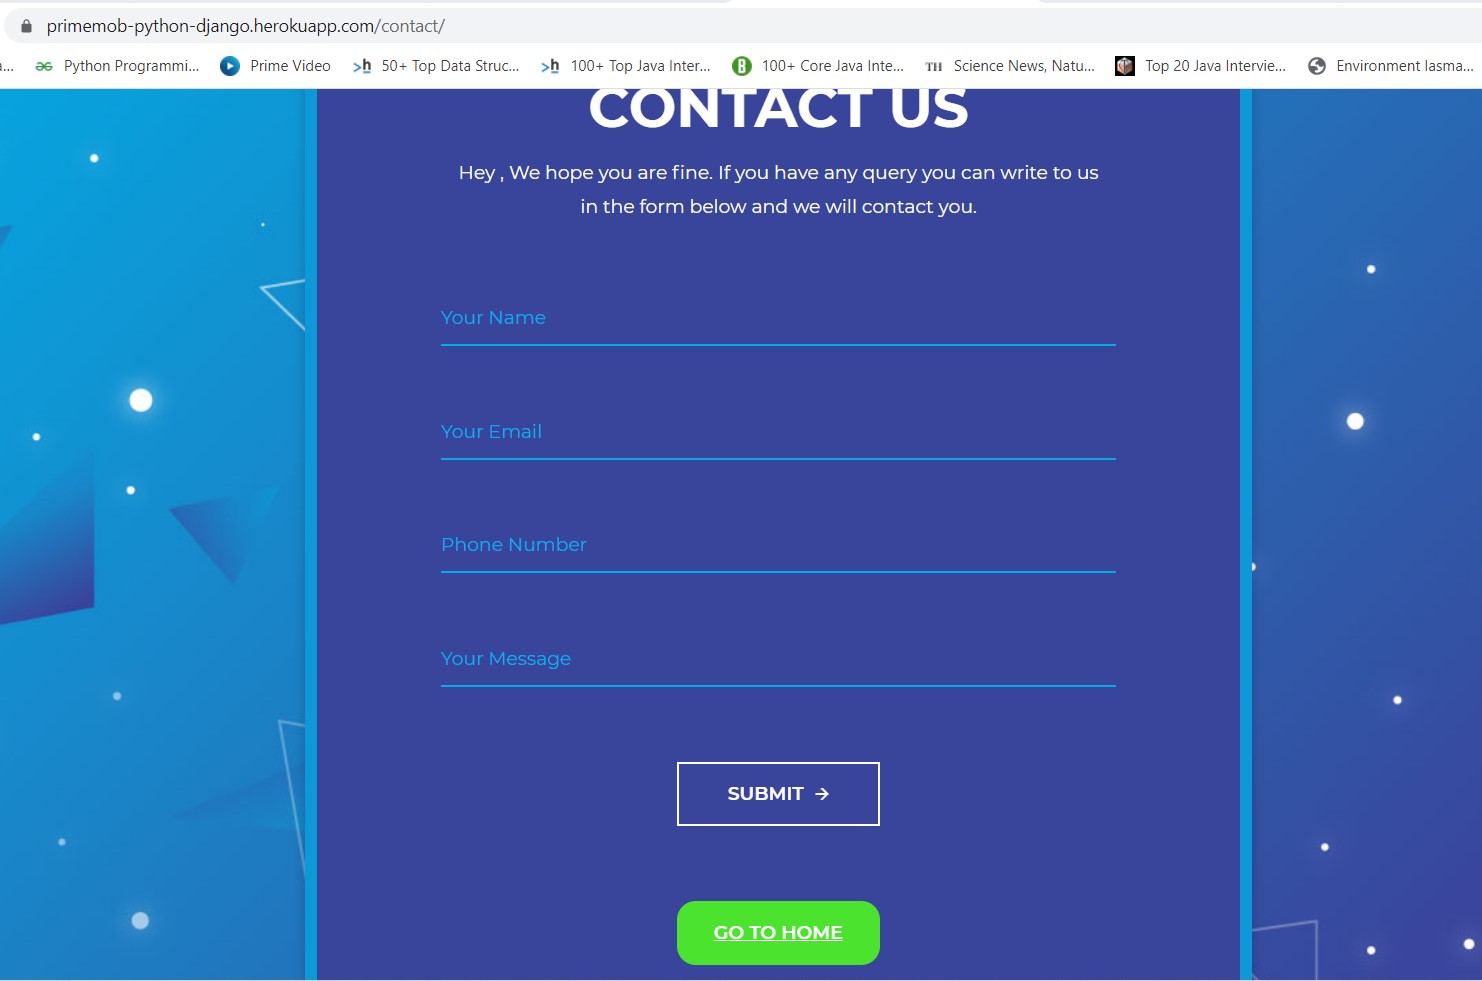 primemob-python-django.herokuapp.com/contact/
a... Python Programmi... Prime Video >h 50+ Top Data Struc... >h 100+ Top Java Inter... 8 100+ Core Java Inte... TH Science News, Natu... Top 20 Java Intervie... Environment Iasma...
CONTACT US
Hey , We hope you are fine. If you have any query you can write to us
in the form below and we will contact you.
Your Name
Your Email
Phone Number
Your Message
SUBMIT →
GO TO HOME